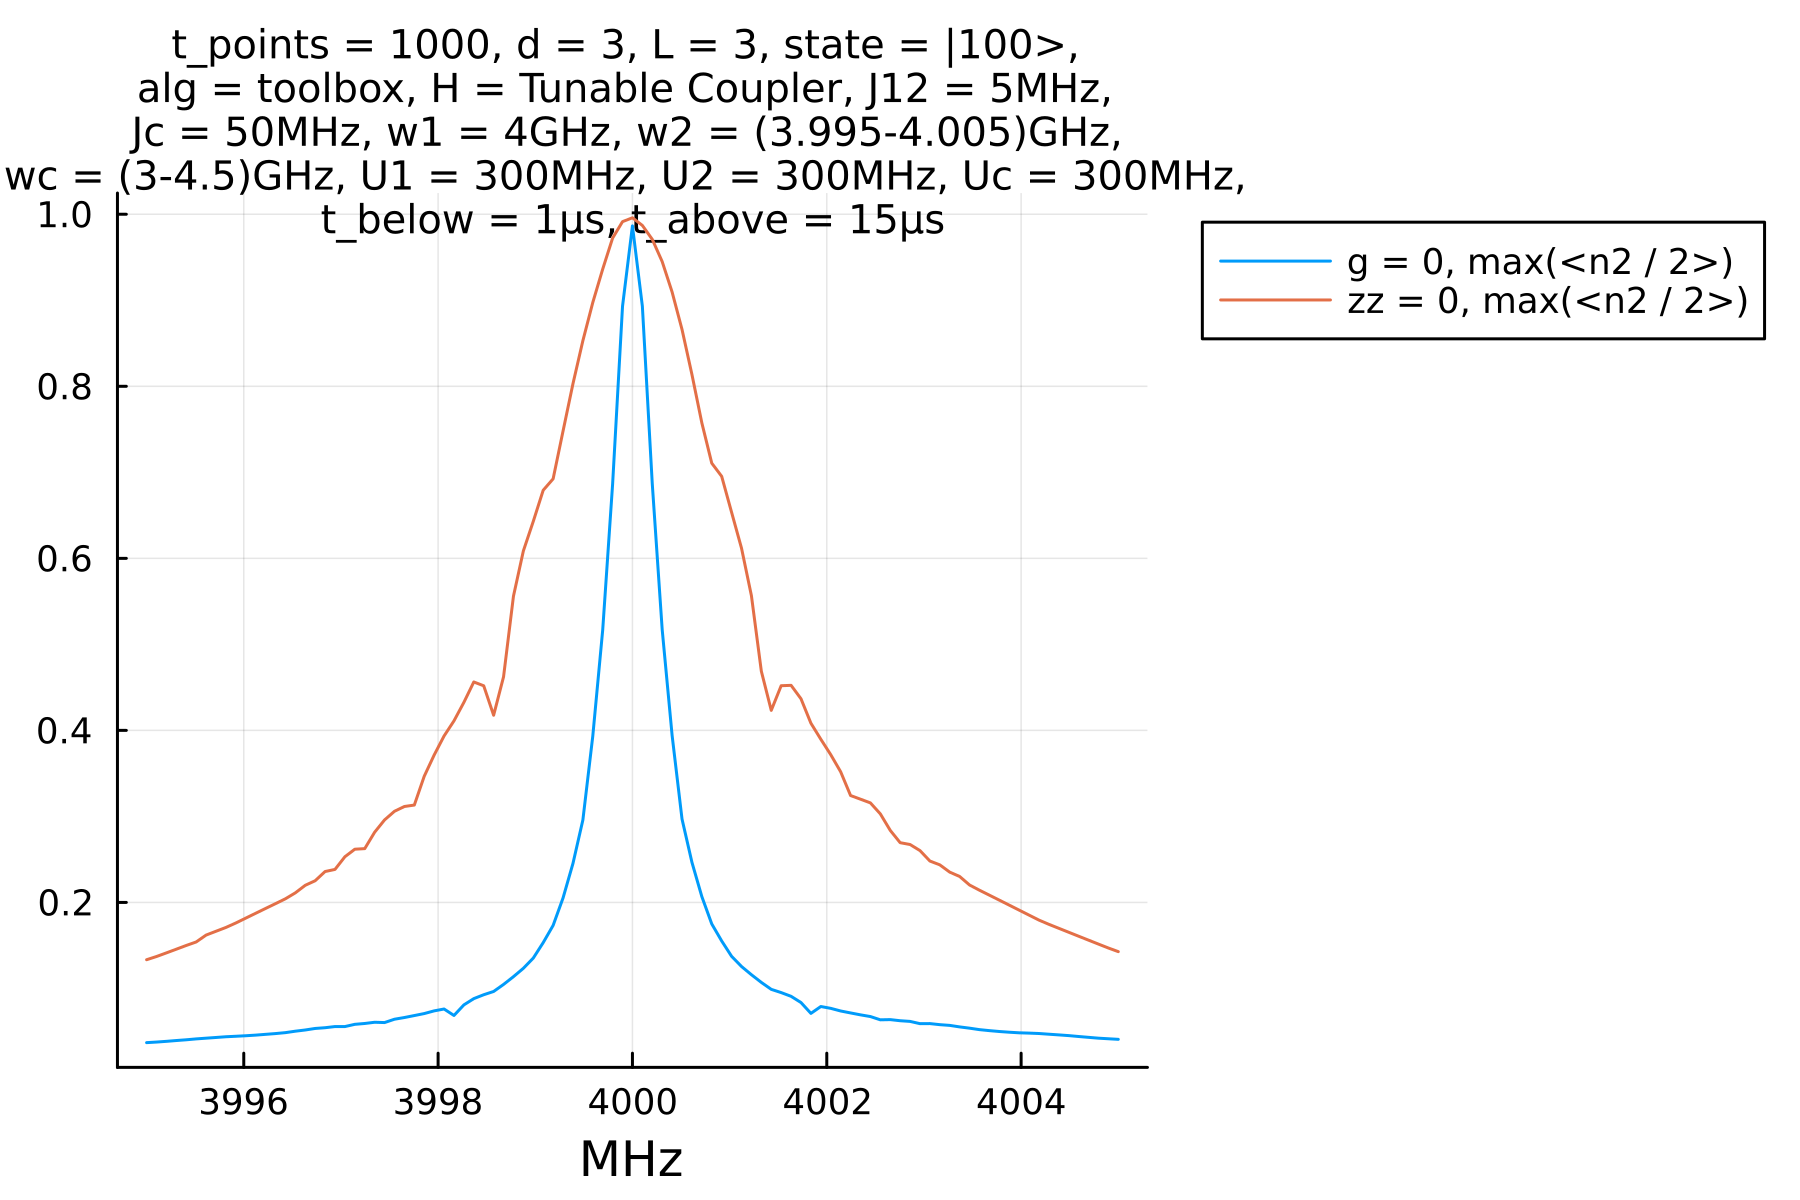 t_points = 1000, d = 3, L = 3, state = |100>,
alg = toolbox, H = Tunable Coupler, J12 = 5MHz,
Jc = 50MHz, w1 = 4GHz, w2 = (3.995-4.005)GHz,
wc = (3-4.5)GHz, U1 = 300MHz, U2 = 300MHz, Uc = 300MHz,
t_below = 1μs, t_above = 15μs
1.0
0.8
0.6
0.4
0.2
3996 3998 4000 4002 4004
MHz
g = 0, max(<n2 / 2>)
zz = 0, max(<n2 / 2>)